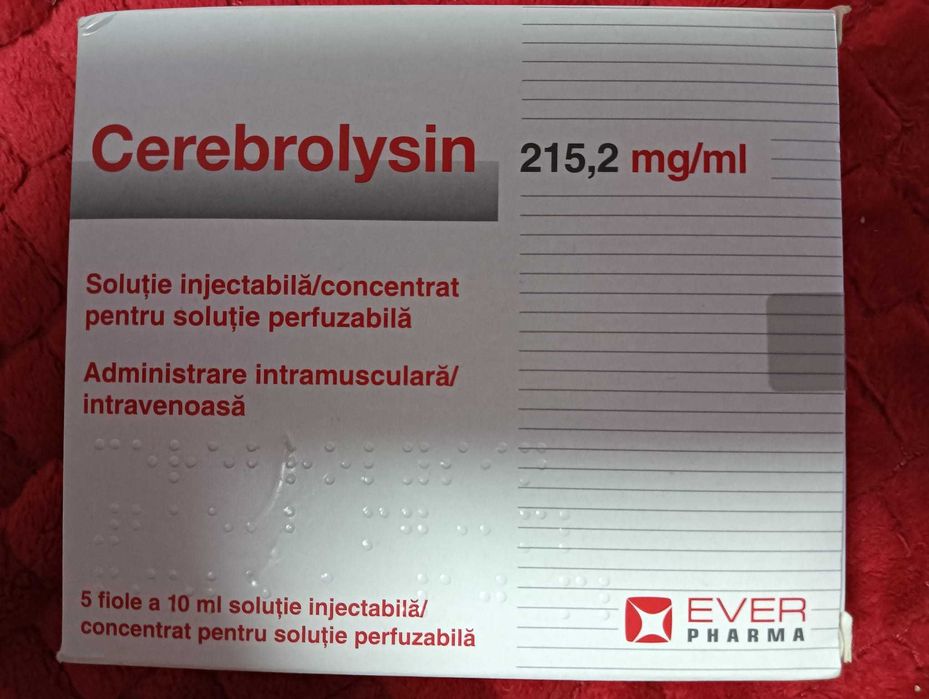 Cerebrolysin 215,2 mg/ml
Soluție injectabilă/concentrat
pentru soluție perfuzabilă
Administrare intramusculară/
intravenoasă
5 fiole a 10 ml soluție injectabilă/
concentrat pentru soluție perfuzabilă
EVER
PHARMA